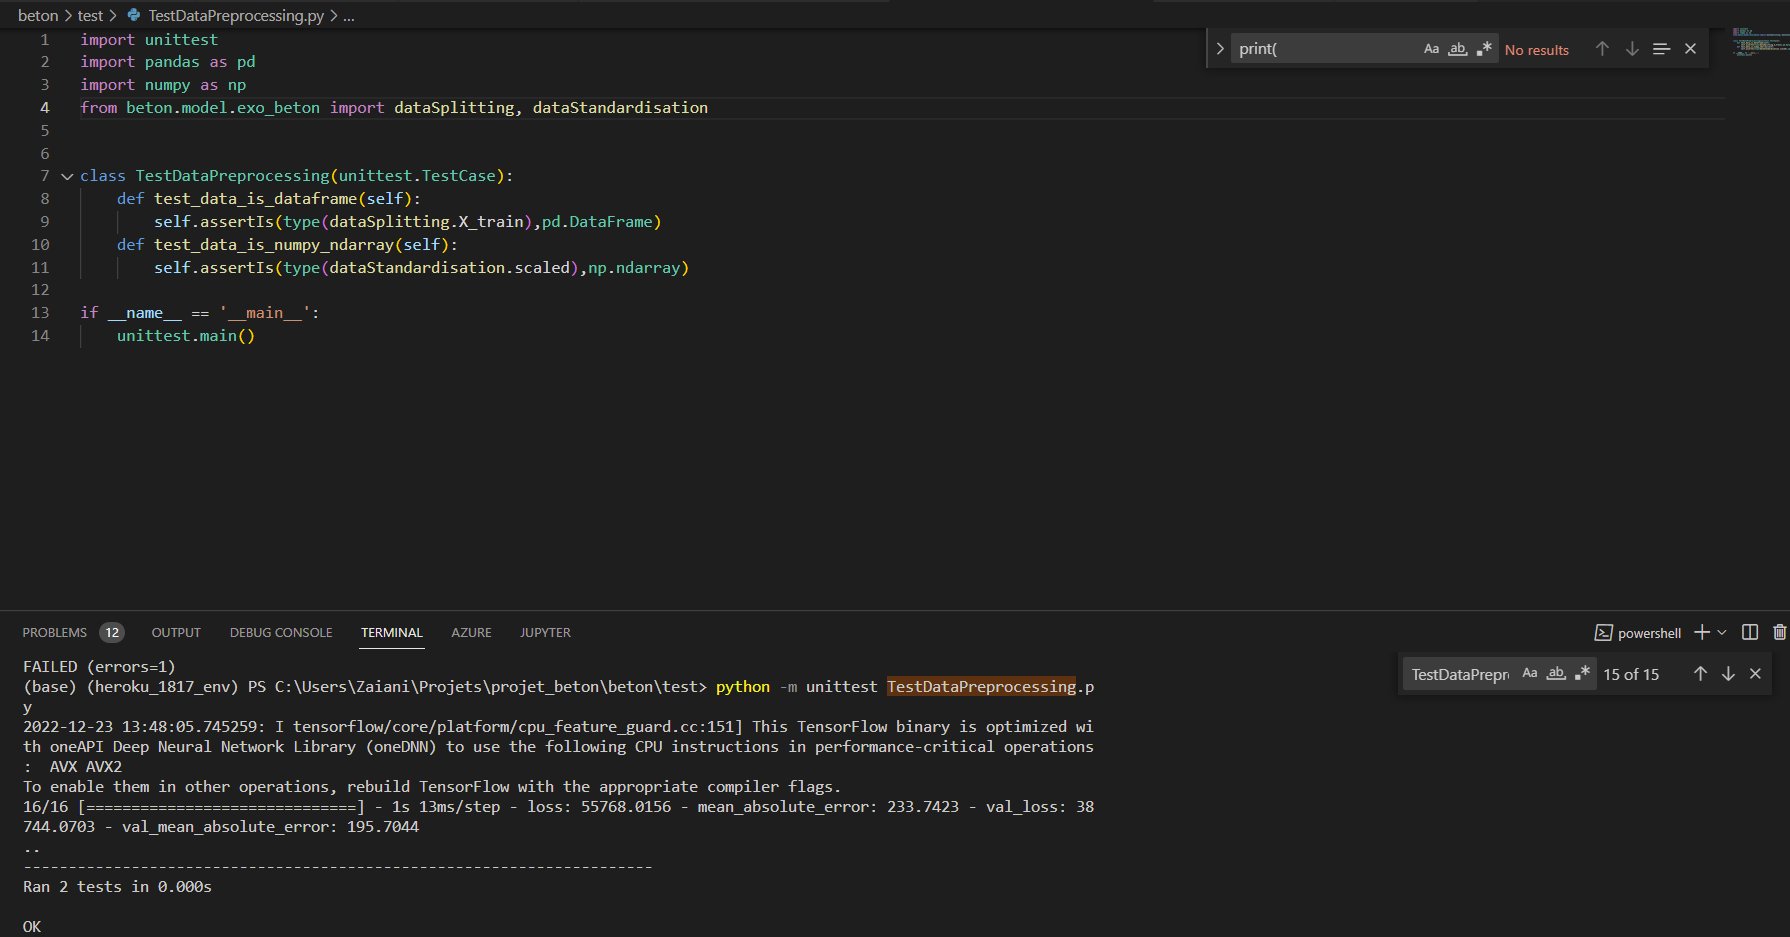 beton > test > TestDataPreprocessing.py > ...
1 import unittest
2 import pandas as pd
3 import numpy as np
4 from beton.model.exo_beton import dataSplitting, dataStandardisation
5
6
7 class TestDataPreprocessing(unittest.TestCase):
8 def test_data_is_dataframe(self):
9 self.assertIs(type(dataSplitting.X_train),pd.DataFrame)
10 def test_data_is_numpy_ndarray(self):
11 self.assertIs(type(dataStandardisation.scaled),np.ndarray)
12
13 if __name__ == '__main__':
14 unittest.main()
print( Aa ab No results
PROBLEMS 12 OUTPUT DEBUG CONSOLE TERMINAL AZURE JUPYTER powershell
TestDataPrepr Aa ab 15 of 15
FAILED (errors=1)
(base) (heroku_1817_env) PS C:\Users\Zaiani\Projets\projet_beton\beton\test> python -m unittest TestDataPreprocessing.p
y
2022-12-23 13:48:05.745259: I tensorflow/core/platform/cpu_feature_guard.cc:151] This TensorFlow binary is optimized wi
th oneAPI Deep Neural Network Library (oneDNN) to use the following CPU instructions in performance-critical operations
:  AVX AVX2
To enable them in other operations, rebuild TensorFlow with the appropriate compiler flags.
16/16 [==============================] - 1s 13ms/step - loss: 55768.0156 - mean_absolute_error: 233.7423 - val_loss: 38
744.0703 - val_mean_absolute_error: 195.7044
..
----------------------------------------------------------------------
Ran 2 tests in 0.000s
OK